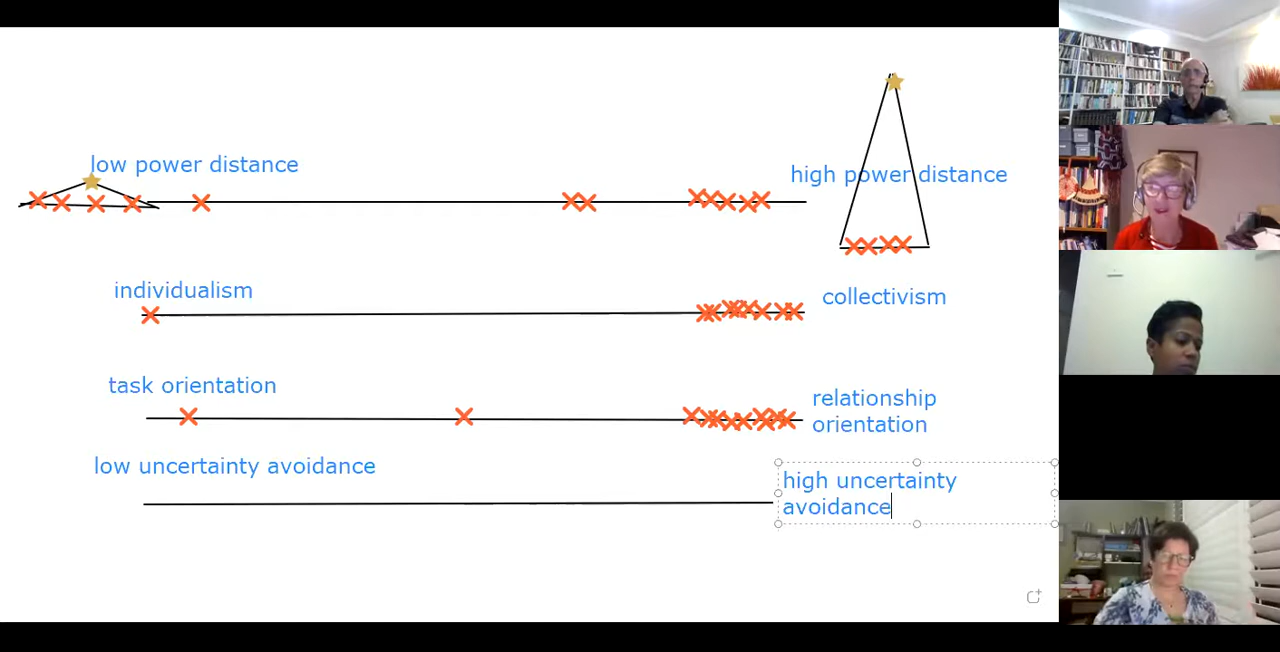 low power distance
high power distance
individualism
collectivism
task orientation
relationship
orientation
low uncertainty avoidance
high uncertainty
avoidance